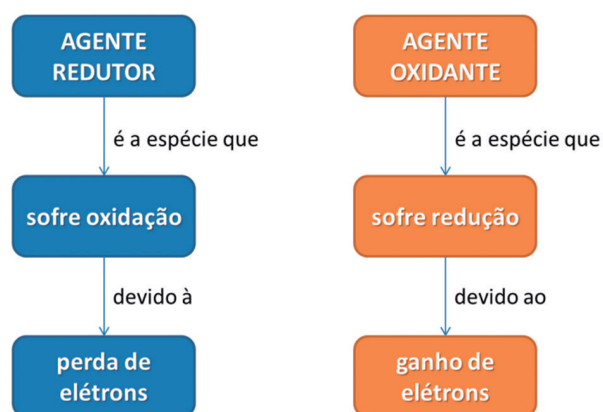 AGENTE
REDUTOR
é a espécie que
sofre oxidação
devido à
perda de
elétrons
AGENTE
OXIDANTE
é a espécie que
sofre redução
devido ao
ganho de
elétrons